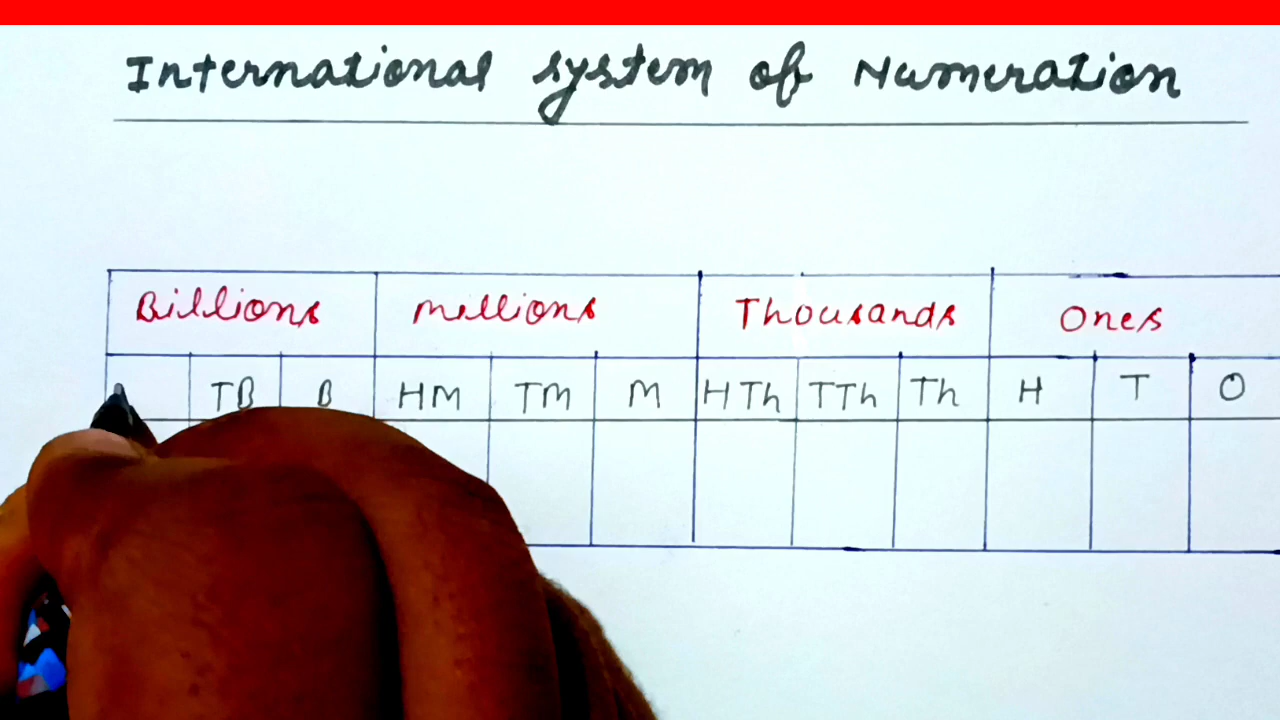 International system of Numeration
Billions Millions Thousands Ones
TB B HM TM M HTh TTh Th H T O